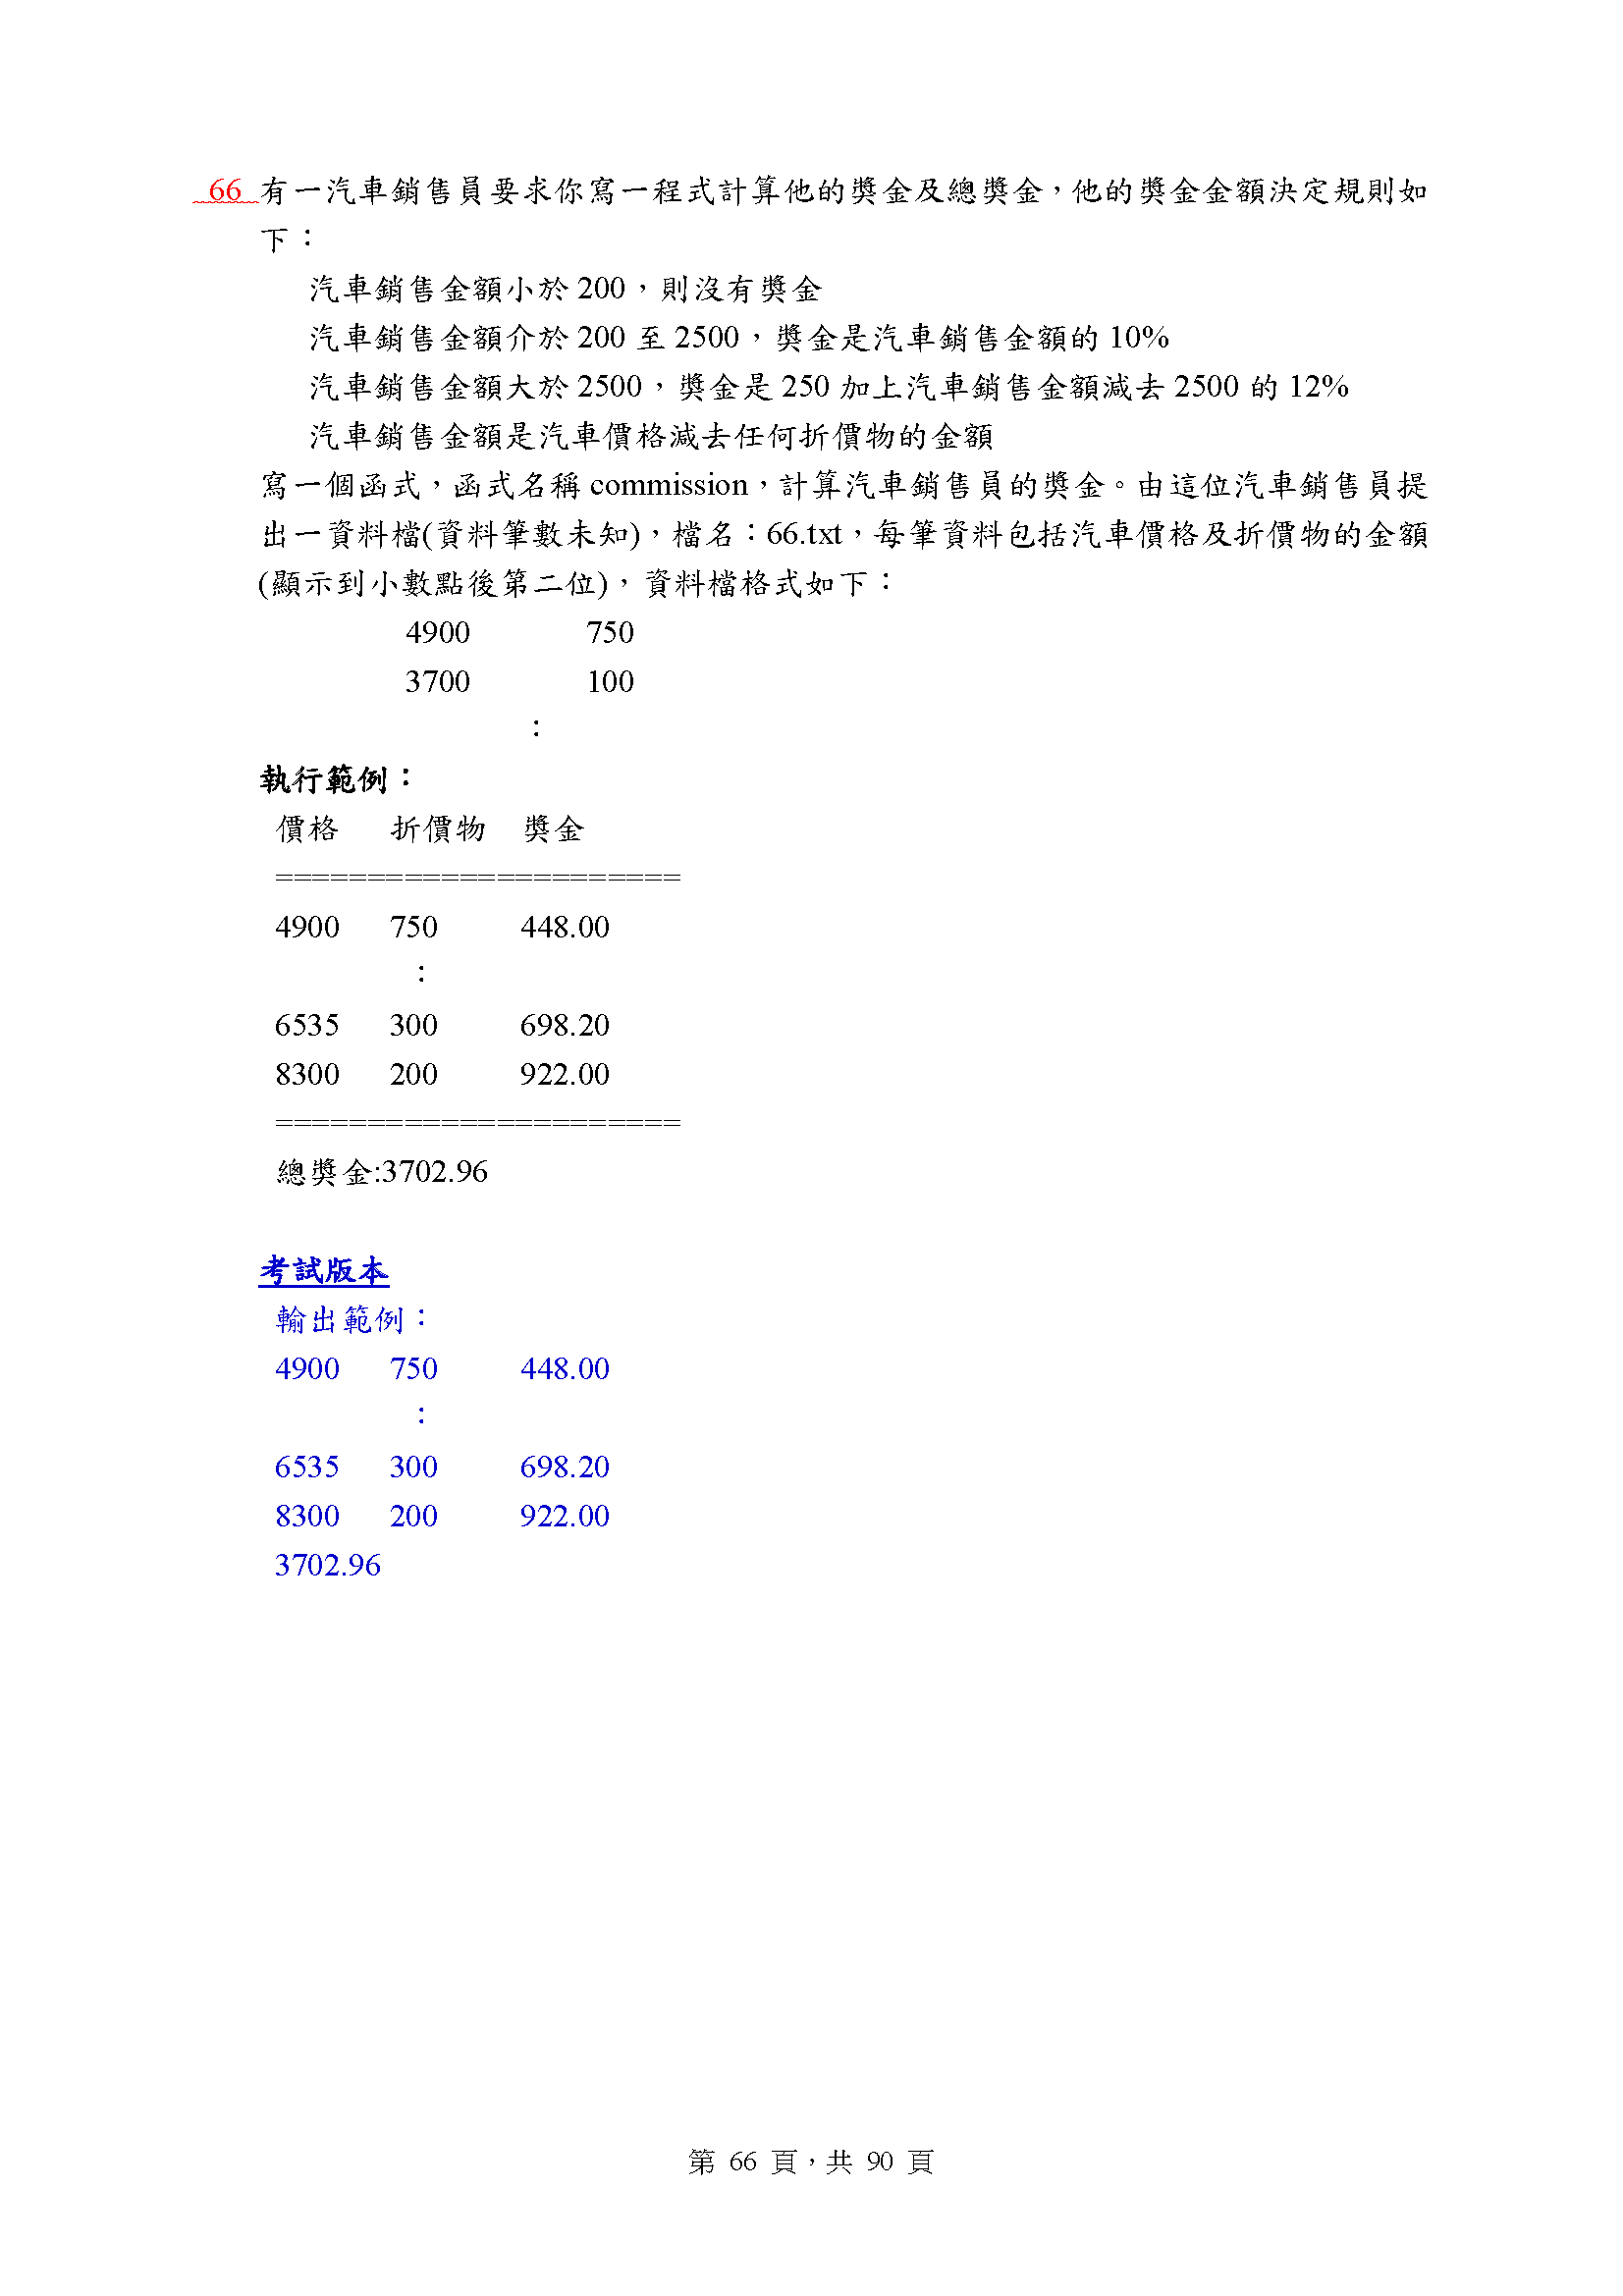 66 有一汽車銷售員要求你寫一程式計算他的獎金及總獎金，他的獎金金額決定規則如
下：
汽車銷售金額小於 200，則沒有獎金
汽車銷售金額介於 200 至 2500，獎金是汽車銷售金額的 10%
汽車銷售金額大於 2500，獎金是 250 加上汽車銷售金額減去 2500 的 12%
汽車銷售金額是汽車價格減去任何折價物的金額
寫一個函式，函式名稱 commission，計算汽車銷售員的獎金。由這位汽車銷售員提
出一資料檔(資料筆數未知)，檔名：66.txt，每筆資料包括汽車價格及折價物的金額
(顯示到小數點後第二位)，資料檔格式如下：
4900 750
3700 100
：
執行範例：
價格 折價物 獎金
======================
4900 750 448.00
：
6535 300 698.20
8300 200 922.00
======================
總獎金:3702.96
考試版本
輸出範例：
4900 750 448.00
：
6535 300 698.20
8300 200 922.00
3702.96
第 66 頁，共 90 頁